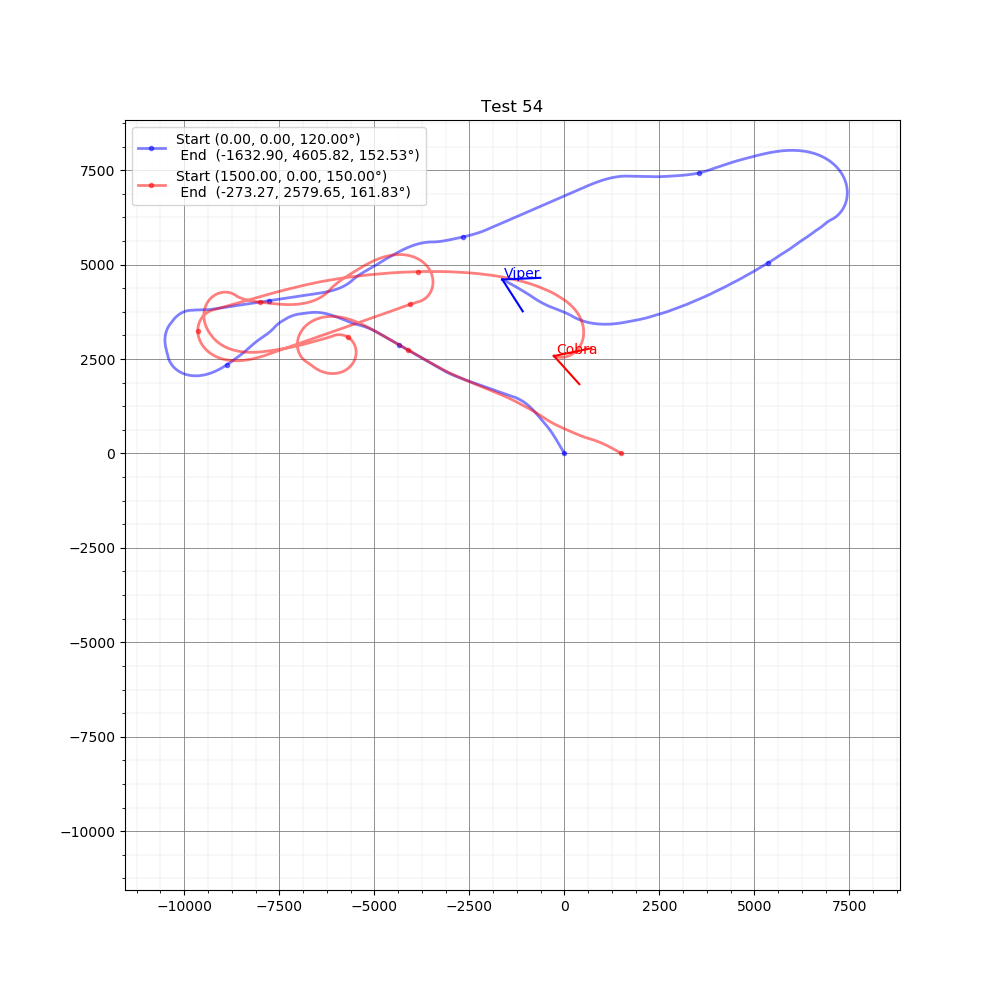 Test 54
Start (0.00, 0.00, 120.00°)
End (-1632.90, 4605.82, 152.53°)
Start (1500.00, 0.00, 150.00°)
End (-273.27, 2579.65, 161.83°)
7500
5000
2500
0
−2500
−5000
−7500
−10000
Viper
Cobra
−10000
−7500
−5000
−2500
0
2500
5000
7500